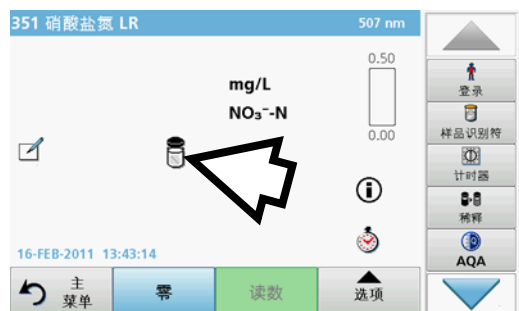 351 硝酸盐氮 LR
507 nm
0.50
mg/L
NO₃⁻-N
0.00
16-FEB-2011 13:43:14
主
菜单
零
读数
选项
登录
样品识别符
计时器
稀释
AQA